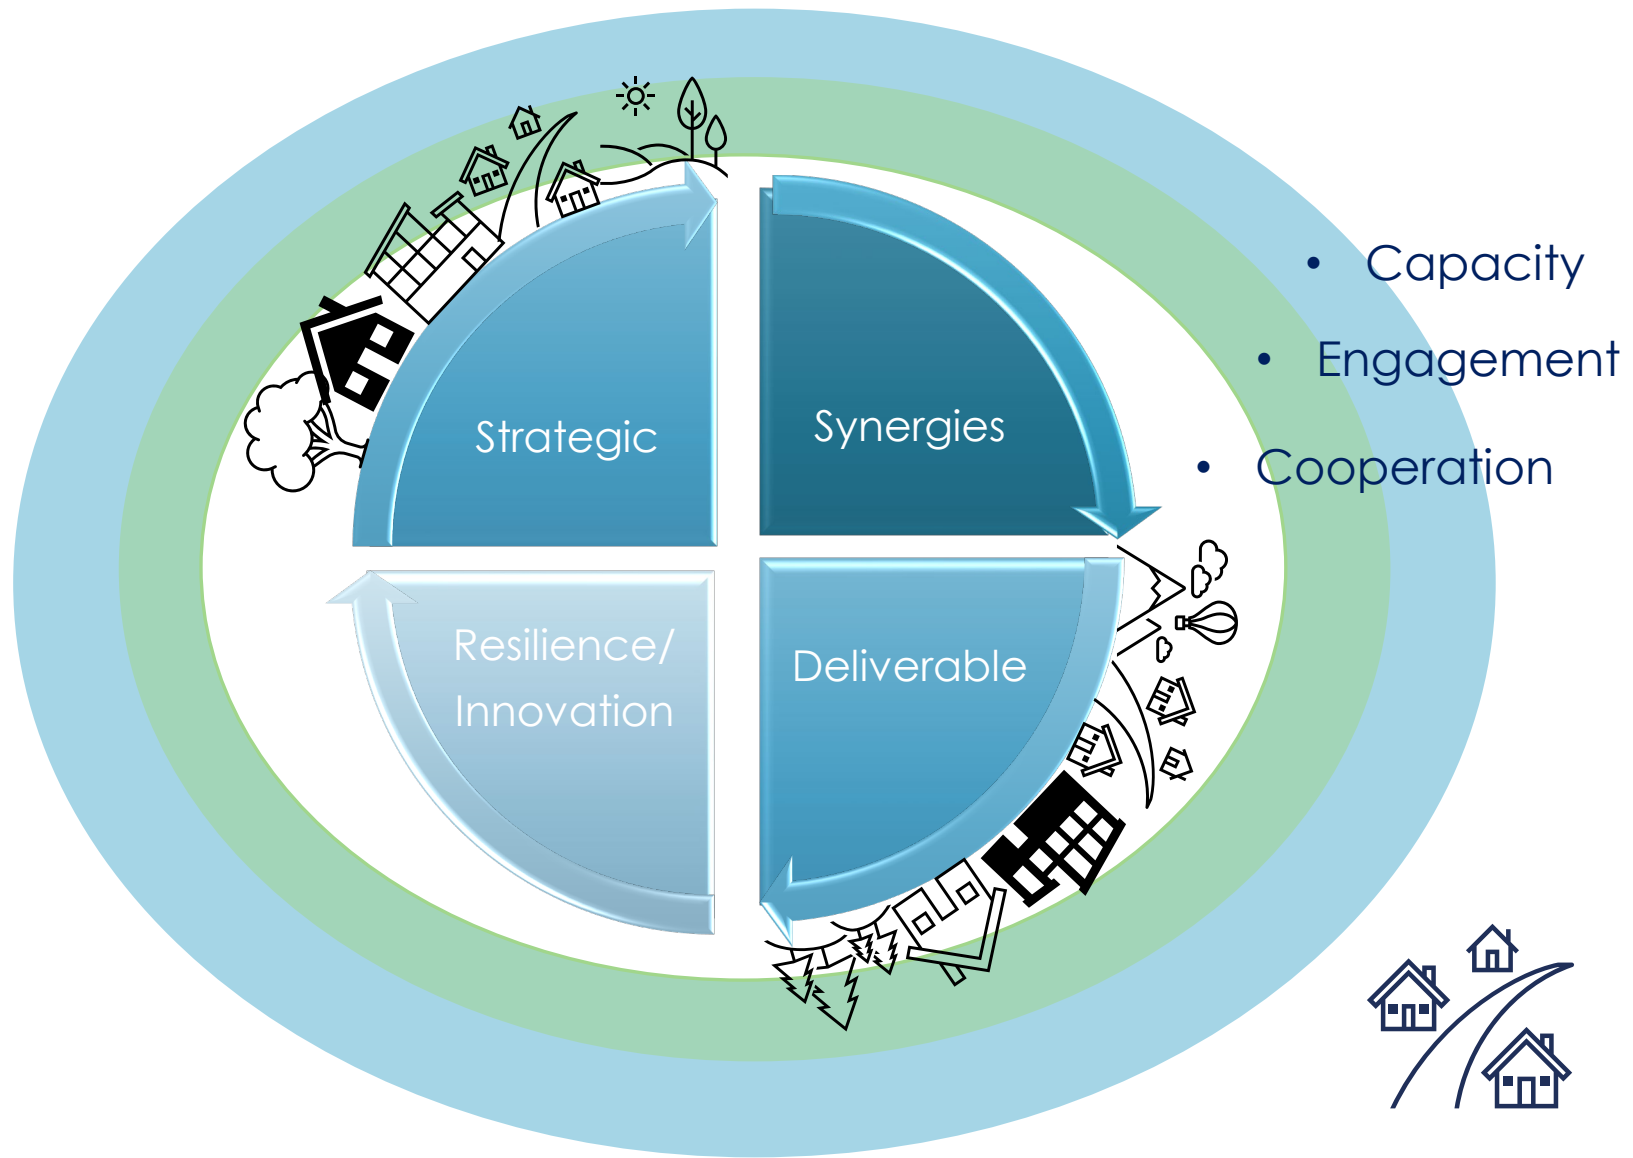 Strategic
Synergies
Resilience/
Innovation
Deliverable
• Capacity
• Engagement
• Cooperation